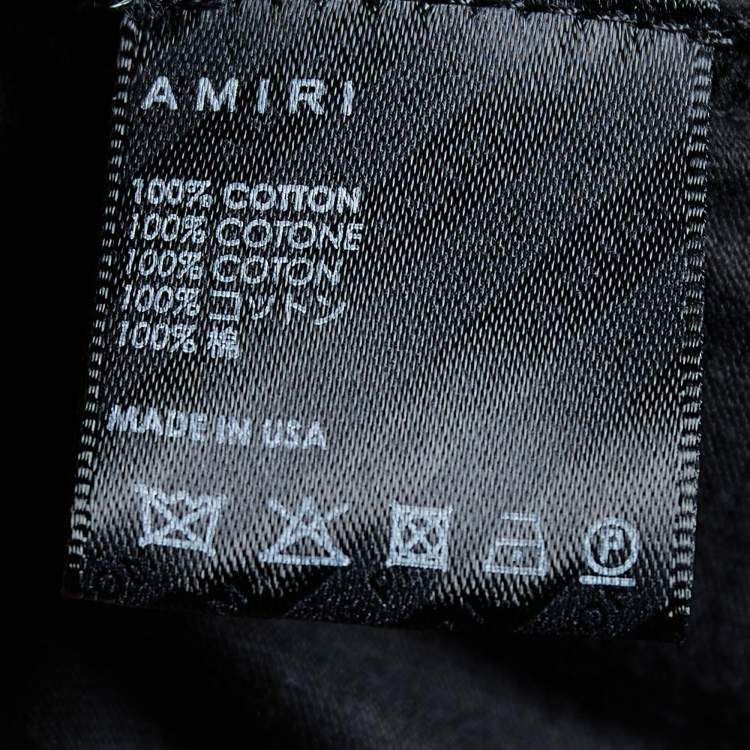 AMIRI
100% COTTON
100% COTONE
100% COTON
100% コットン
100% 棉
MADE IN USA
P